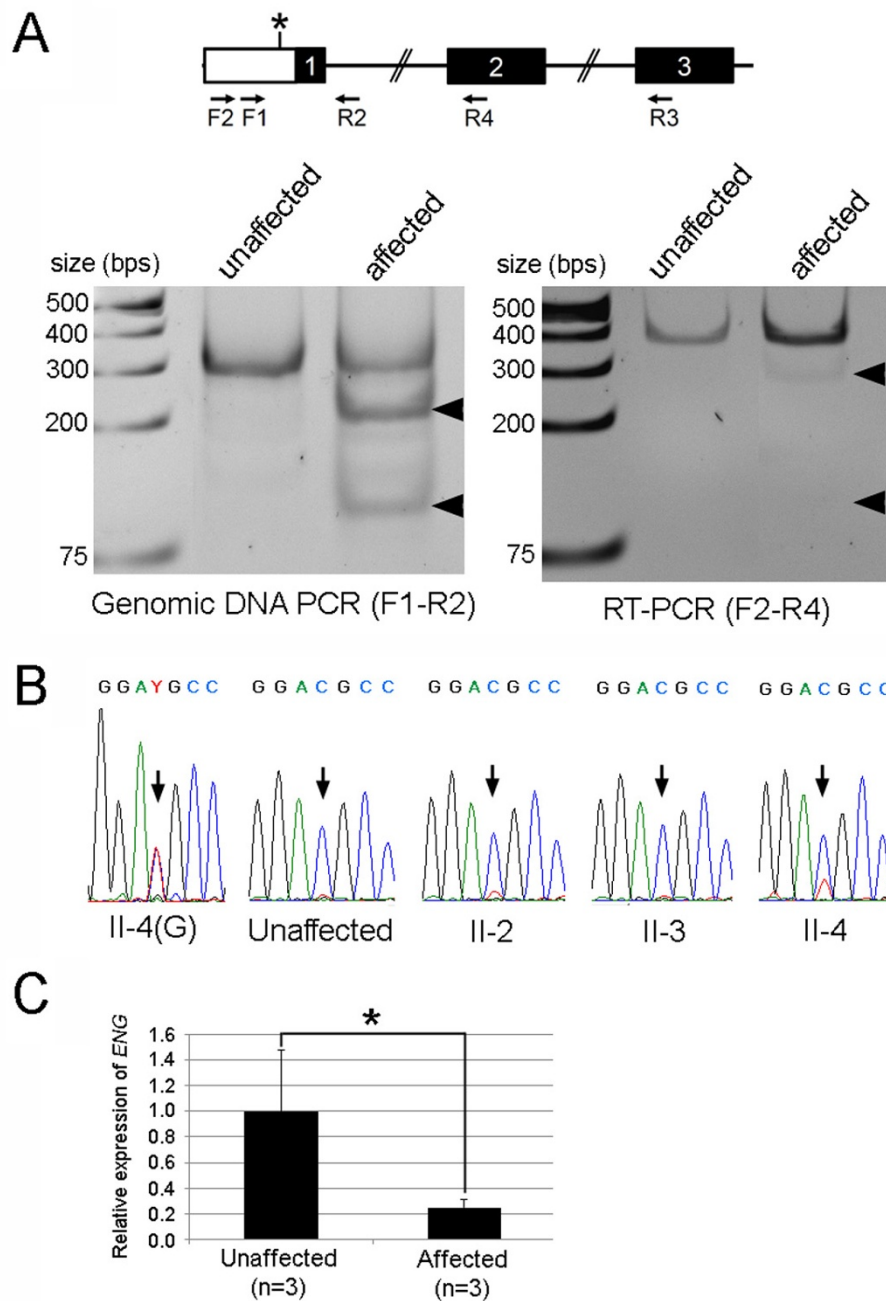 A
*
1 2 3
F2 F1 R2 R4 R3
size (bps) unaffected affected
500
400
300
200
75
Genomic DNA PCR (F1-R2)
size (bps) unaffected affected
500
400
300
200
75
RT-PCR (F2-R4)
B
G G A Y G C C
G G A C G C C
G G A C G C C
G G A C G C C
G G A C G C C
II-4(G) Unaffected II-2 II-3 II-4
C
Relative expression of ENG
*
1.6
1.4
1.2
1.0
0.8
0.6
0.4
0.2
0.0
Unaffected Affected
(n=3) (n=3)